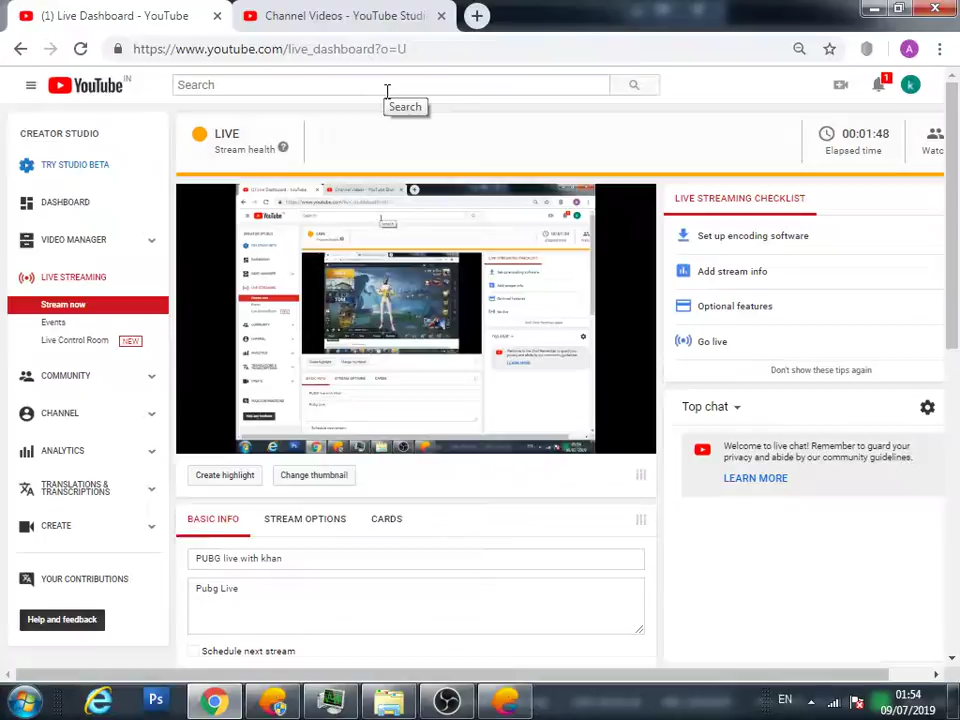 (1) Live Dashboard - YouTube
Channel Videos - YouTube Studi
https://www.youtube.com/live_dashboard?o=U
A
YouTube IN
Search
1
k
Search
CREATOR STUDIO
TRY STUDIO BETA
DASHBOARD
VIDEO MANAGER
LIVE STREAMING
Stream now
Events
Live Control Room NEW
COMMUNITY
CHANNEL
ANALYTICS
TRANSLATIONS &
TRANSCRIPTIONS
CREATE
YOUR CONTRIBUTIONS
Help and feedback
LIVE
Stream health ?
00:01:48
Elapsed time
Watc
Create highlight
Change thumbnail
BASIC INFO
STREAM OPTIONS
CARDS
PUBG live with khan
Pubg Live
Schedule next stream
LIVE STREAMING CHECKLIST
Set up encoding software
Add stream info
Optional features
Go live
Don't show these tips again
Top chat
Welcome to live chat! Remember to guard your
privacy and abide by our community guidelines.
LEARN MORE
Ps
EN
01:54
09/07/2019